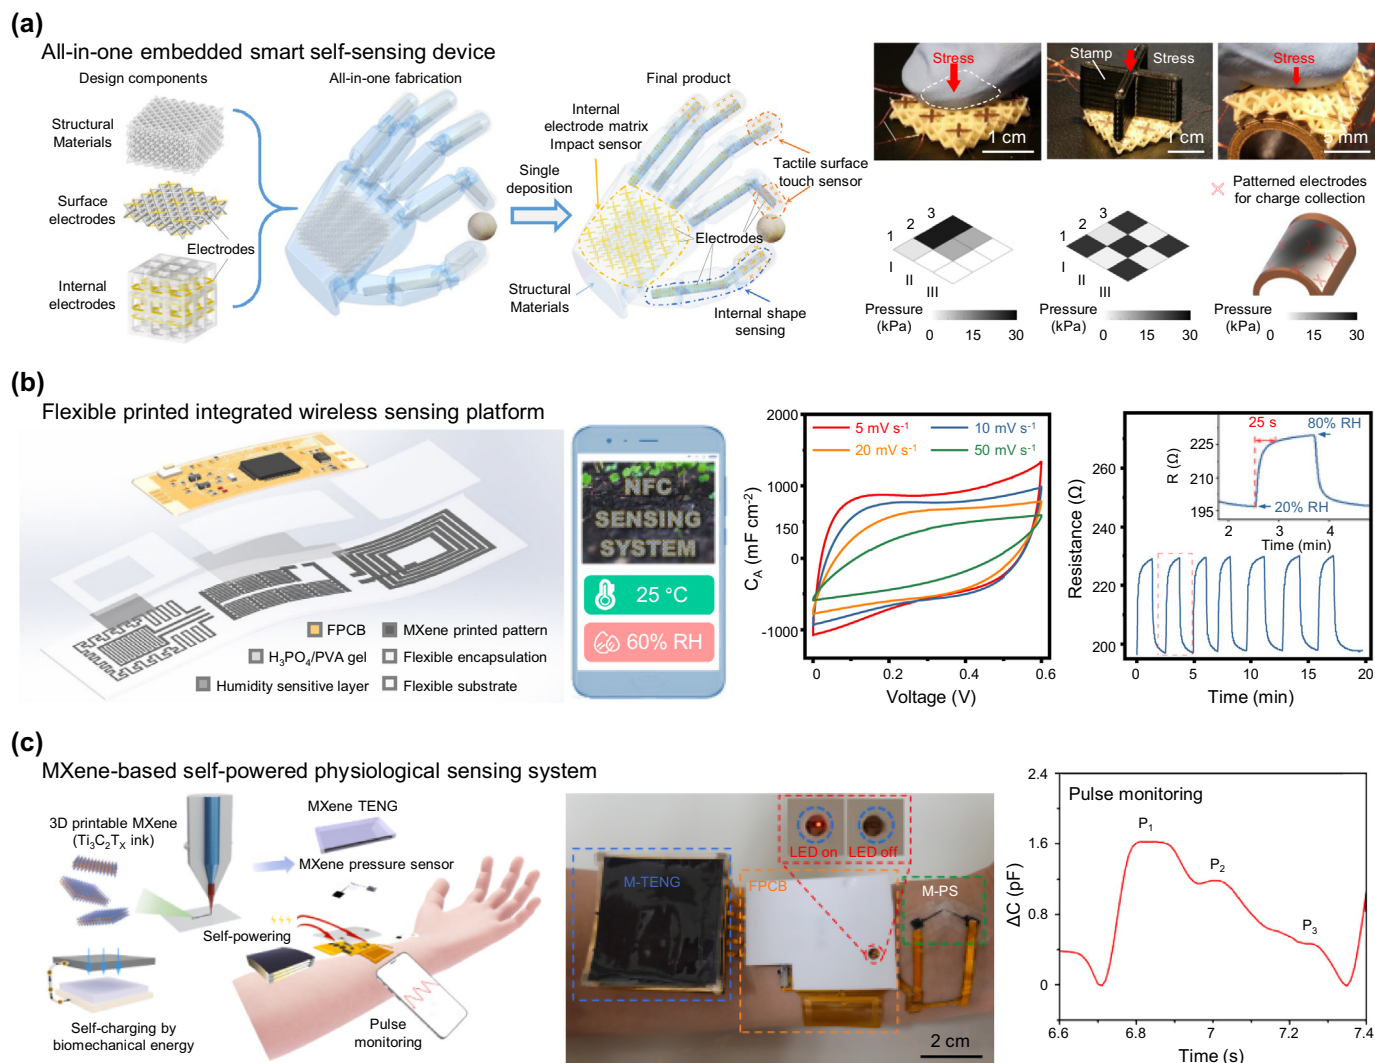 (a)
All-in-one embedded smart self-sensing device
Design components
Structural
Materials
Surface
electrodes
Electrodes
Internal
electrodes
All-in-one fabrication
Single
deposition
Final product
Internal
electrode matrix
Impact sensor
Tactile surface
touch sensor
Electrodes
Structural
Materials
Internal shape
sensing
Stress
1 cm
Stamp
Stress
1 cm
Stress
5 mm
Patterned electrodes
for charge collection
3
2
1
I
II
III
Pressure
(kPa)
0 15 30
3
2
1
I
II
III
Pressure
(kPa)
0 15 30
Pressure
(kPa)
0 15 30
(b)
Flexible printed integrated wireless sensing platform
FPCB
MXene printed pattern
H₃PO₄/PVA gel
Flexible encapsulation
Humidity sensitive layer
Flexible substrate
NFC
SENSING
SYSTEM
25 °C
60% RH
2000
1000
150
0
-1000
C_A (mF cm⁻²)
5 mV s⁻¹
10 mV s⁻¹
20 mV s⁻¹
50 mV s⁻¹
0 0.2 0.4 0.6
Voltage (V)
260
240
220
200
Resistance (Ω)
0 5 10 15 20
Time (min)
25 s
80% RH
20% RH
225
210
195
R (Ω)
2 3 4
Time (min)
(c)
MXene-based self-powered physiological sensing system
3D printable MXene
(Ti₃C₂Tₓ ink)
MXene TENG
MXene pressure sensor
Self-powering
Self-charging by
biomechanical energy
Pulse
monitoring
LED on
LED off
M-TENG
FPCB
M-PS
2 cm
Pulse monitoring
2.4
1.6
0.8
0
ΔC (pF)
P₁
P₂
P₃
6.6 6.8 7 7.2 7.4
Time (s)